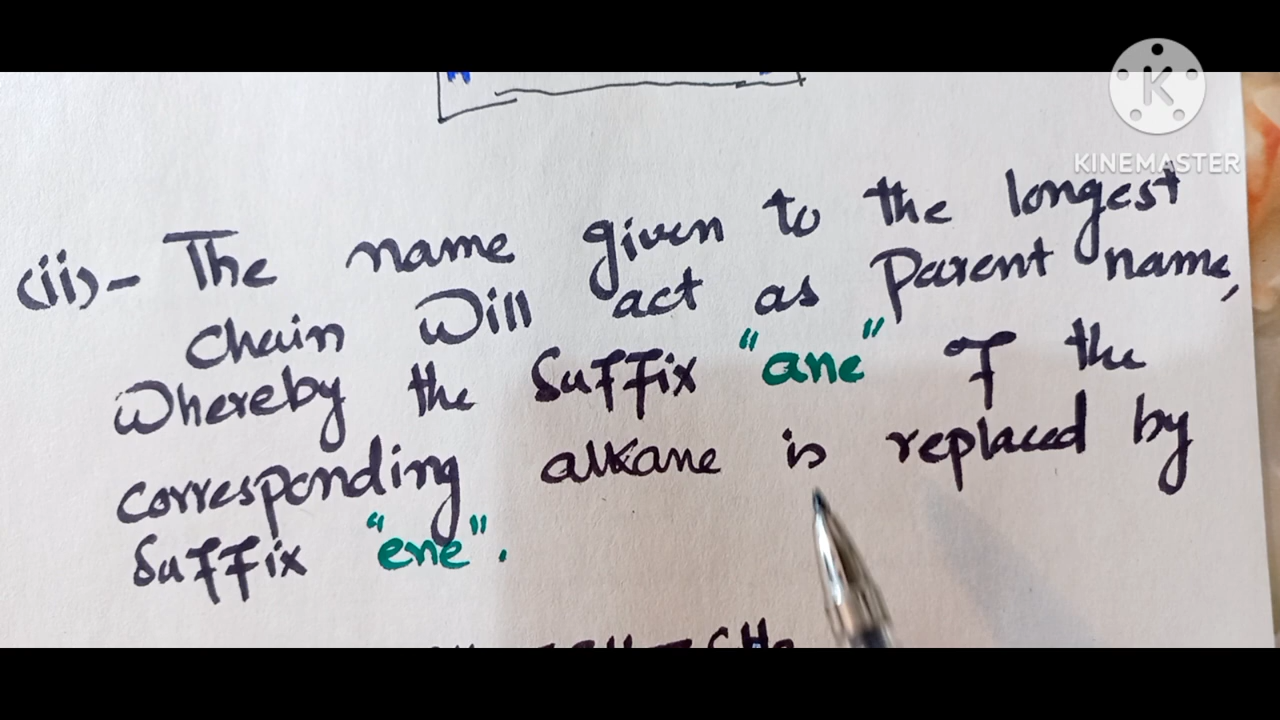 KINEMASTER
(ii)- The name given to the longest
chain will act as parent name,
Whereby the Suffix "ane" of the
corresponding alkane is replaced by
Suffix "ene".